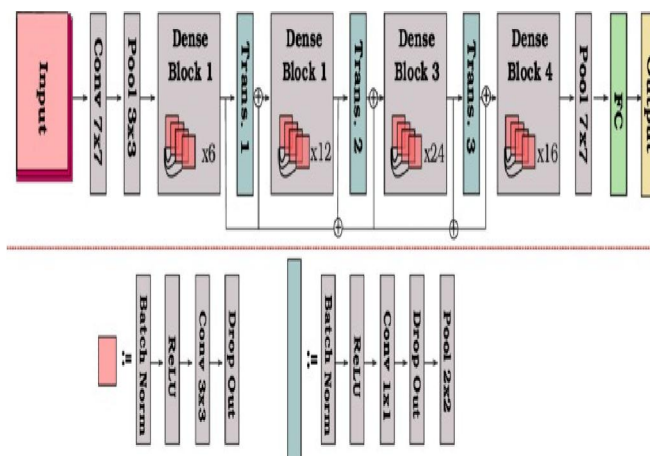 Input
Conv 7x7
Pool 3x3
Dense
Block 1
x6
Trans. 1
Dense
Block 1
x12
Trans. 2
Dense
Block 3
x24
Trans. 3
Dense
Block 4
x16
Pool 7x7
FC
Output
:=
Batch Norm
ReLU
Conv 3x3
Drop Out
:=
Batch Norm
ReLU
Conv 1x1
Drop Out
Pool 2x2